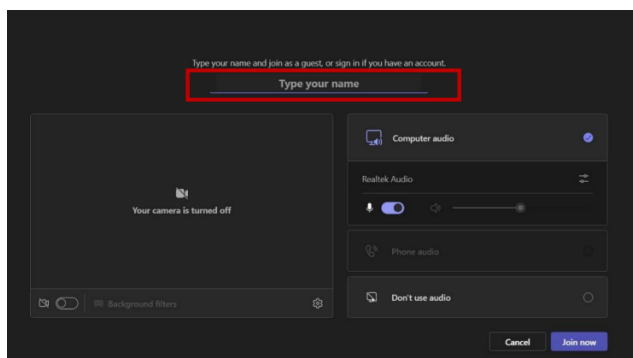 Type your name and join as a guest, or sign in if you have an account.
Type your name
Computer audio
Realtek Audio
Your camera is turned off
Phone audio
Background filters
Don't use audio
Cancel
Join now